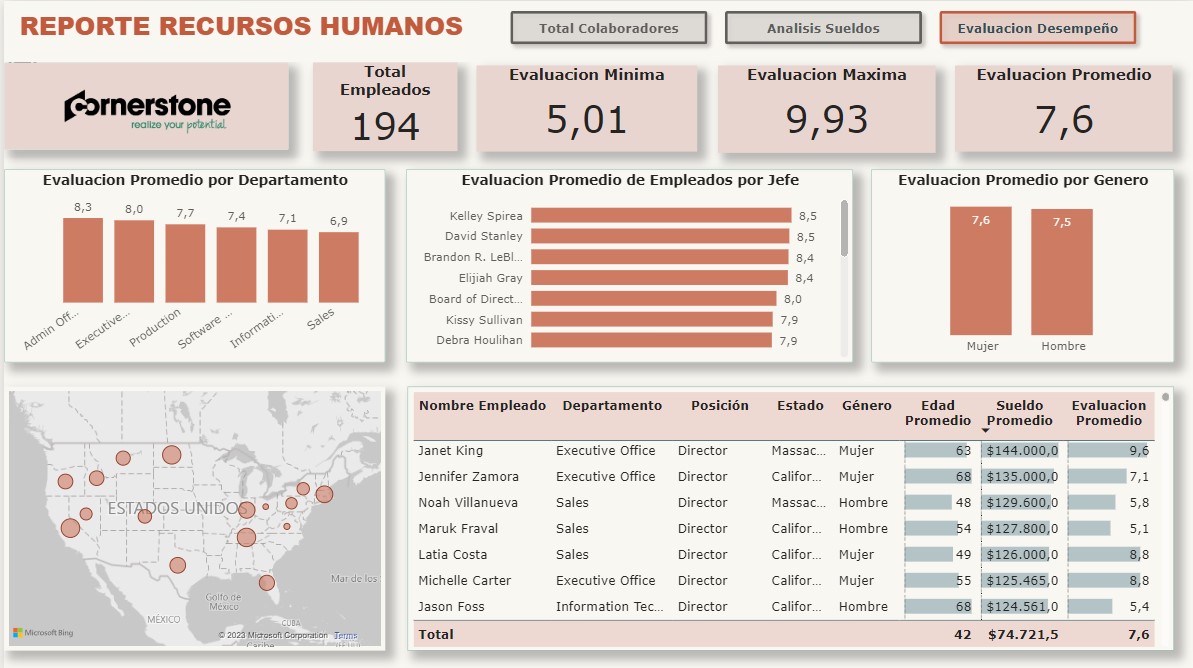 REPORTE RECURSOS HUMANOS
Total Colaboradores
Analisis Sueldos
Evaluacion Desempeño
cornerstone
realize your potential
Total
Empleados
194
Evaluacion Minima
5,01
Evaluacion Maxima
9,93
Evaluacion Promedio
7,6
Evaluacion Promedio por Departamento
8,3 8,0 7,7 7,4 7,1 6,9
Admin Off... Executive... Production Software ... Informati... Sales
Evaluacion Promedio de Empleados por Jefe
Kelley Spirea 8,5
David Stanley 8,5
Brandon R. LeBl... 8,4
Elijiah Gray 8,4
Board of Direct... 8,0
Kissy Sullivan 7,9
Debra Houlihan 7,9
Evaluacion Promedio por Genero
7,6 7,5
Mujer Hombre
ESTADOS UNIDOS
Mar de los
Golfo de
México
MÉXICO
CUBA
Microsoft Bing
© 2023 Microsoft Corporation Terms
Caribe
Nombre Empleado Departamento Posición Estado Género Edad Promedio Sueldo Promedio Evaluacion Promedio
Janet King Executive Office Director Massac... Mujer 63 $144.000,0 9,6
Jennifer Zamora Executive Office Director Califor... Mujer 68 $135.000,0 7,1
Noah Villanueva Sales Director Massac... Hombre 48 $129.600,0 5,8
Maruk Fraval Sales Director Califor... Hombre 54 $127.800,0 5,1
Latia Costa Sales Director Califor... Mujer 49 $126.000,0 8,8
Michelle Carter Executive Office Director Califor... Mujer 55 $125.465,0 8,8
Jason Foss Information Tec... Director Califor... Hombre 68 $124.561,0 5,4
Total 42 $74.721,5 7,6